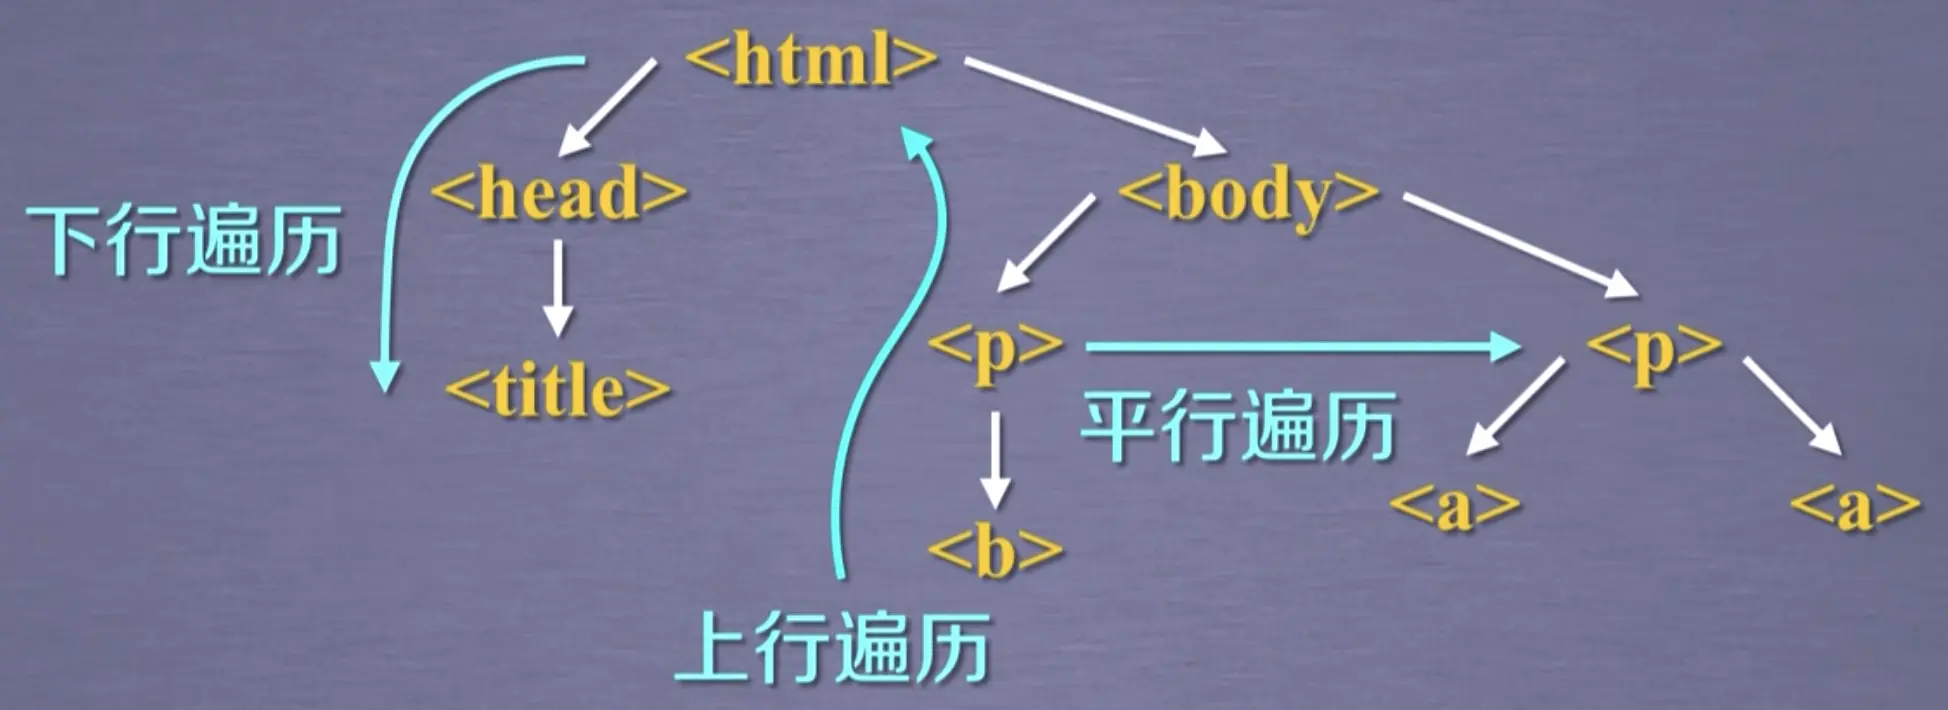 <html>
<head>
<body>
下行遍历
<p>
<p>
<title>
平行遍历
<a>
<a>
<b>
上行遍历